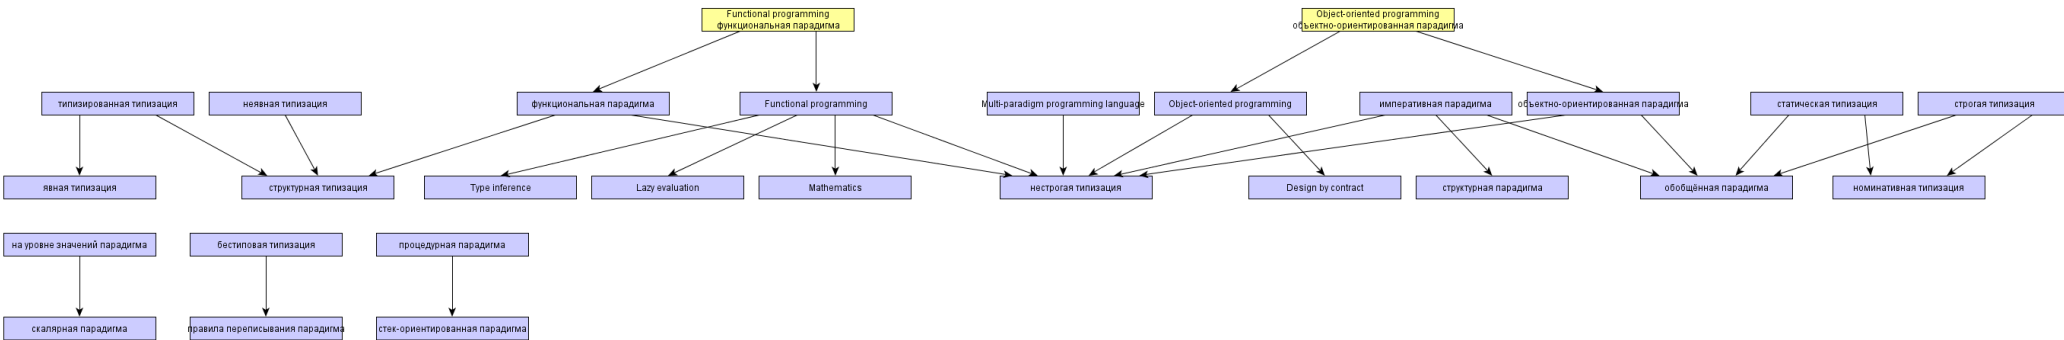 Functional programming
функциональная парадигма
Object-oriented programming
объектно-ориентированная парадигма
типизированная типизация
неявная типизация
функциональная парадигма
Functional programming
Multi-paradigm programming language
Object-oriented programming
императивная парадигма
объектно-ориентированная парадигма
статическая типизация
строгая типизация
явная типизация
структурная типизация
Type inference
Lazy evaluation
Mathematics
нестрогая типизация
Design by contract
структурная парадигма
обобщённая парадигма
номинативная типизация
на уровне значений парадигма
бестиповая типизация
процедурная парадигма
скалярная парадигма
правила переписывания парадигма
стек-ориентированная парадигма